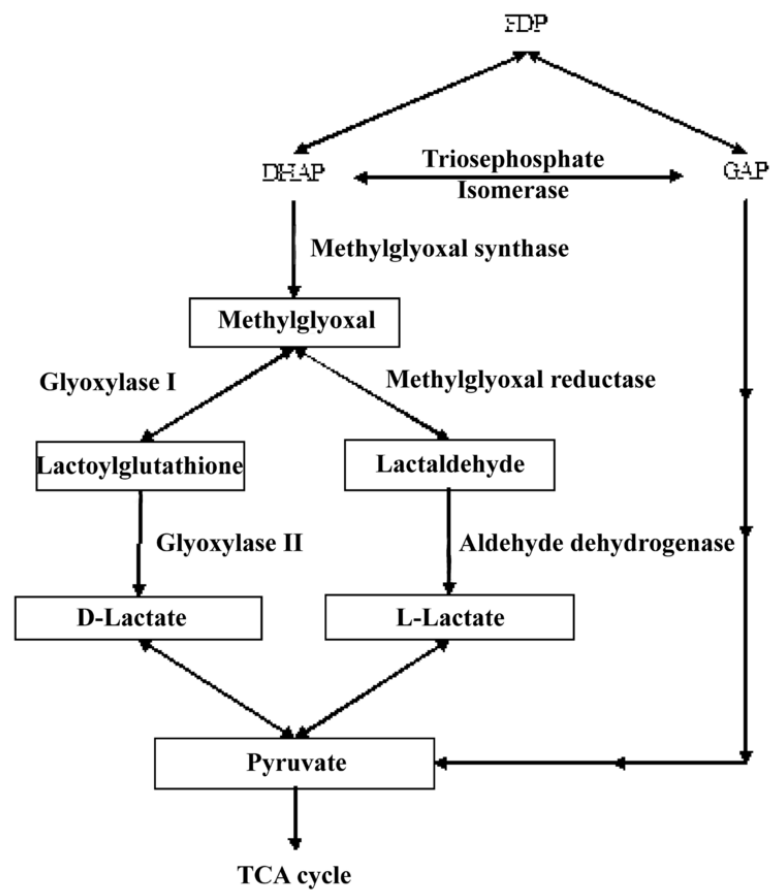 FDP
Triosephosphate
DHAP
GAP
Isomerase
Methylglyoxal synthase
Methylglyoxal
Glyoxylase I
Methylglyoxal reductase
Lactoylglutathione
Lactaldehyde
Glyoxylase II
Aldehyde dehydrogenase
D-Lactate
L-Lactate
Pyruvate
TCA cycle